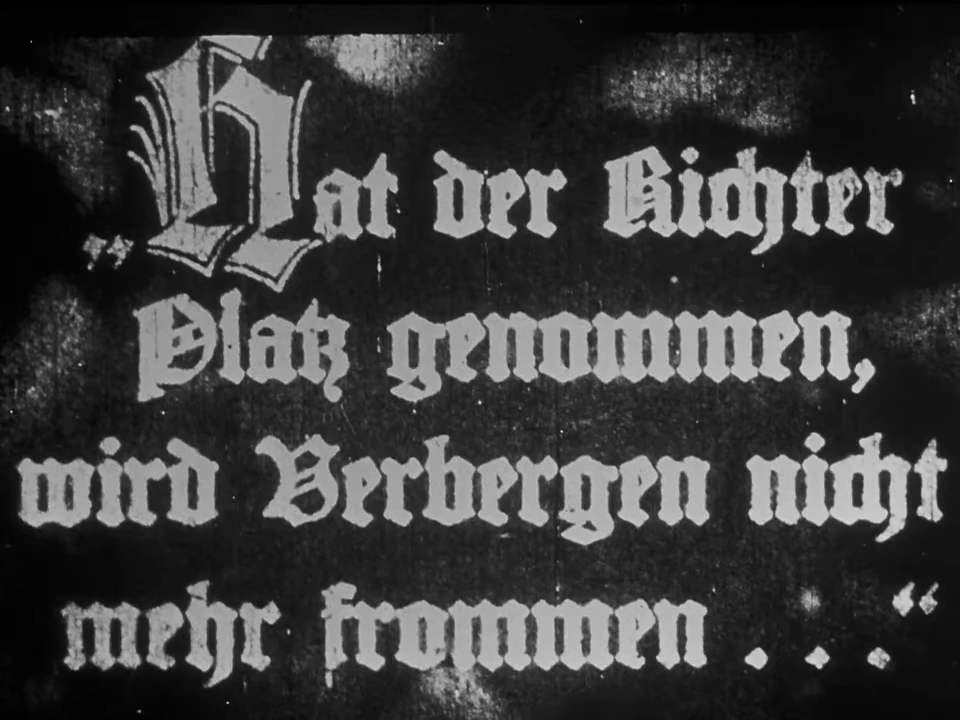 „Hat der Richter
Platz genommen,
wird Verbergen nicht
mehr frommen . . .“